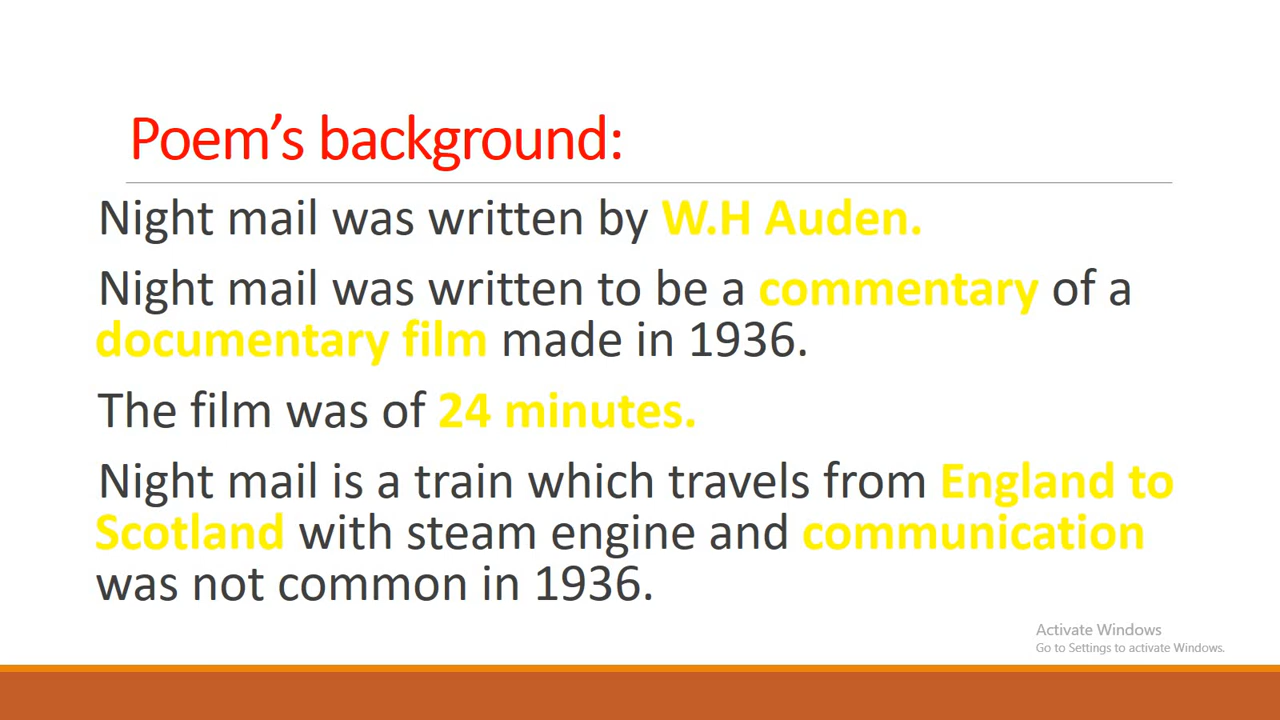 Poem’s background:
Night mail was written by W.H Auden.
Night mail was written to be a commentary of a
documentary film made in 1936.
The film was of 24 minutes.
Night mail is a train which travels from England to
Scotland with steam engine and communication
was not common in 1936.
Activate Windows
Go to Settings to activate Windows.